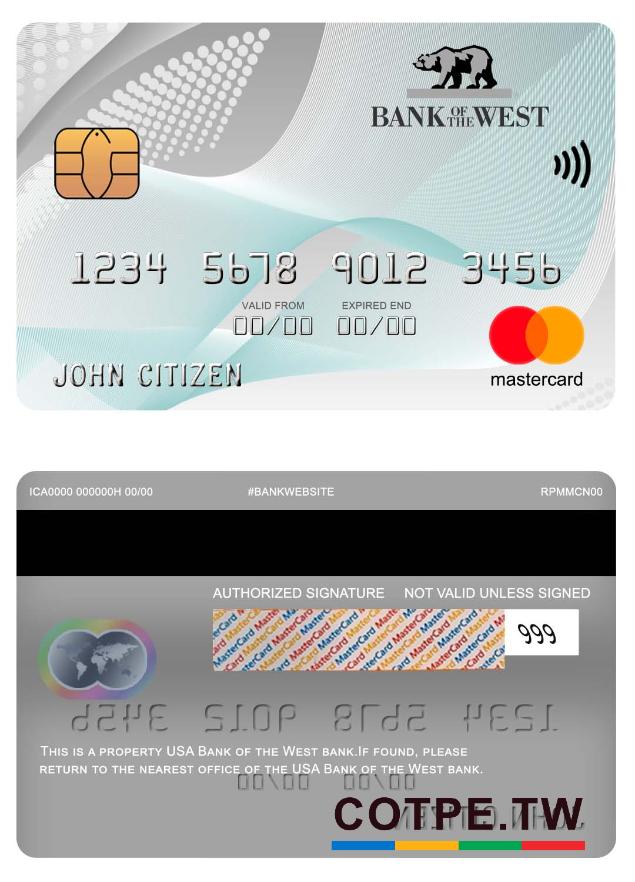 BANK OF THE WEST
1234 5678 9012 3456
VALID FROM EXPIRED END
00/00 00/00
JOHN CITIZEN
mastercard
ICA0000 000000H 00/00 #BANKWEBSITE RPMMCN00
AUTHORIZED SIGNATURE NOT VALID UNLESS SIGNED
MasterCard MasterCard MasterCard
999
THIS IS A PROPERTY USA BANK OF THE WEST BANK.IF FOUND, PLEASE
RETURN TO THE NEAREST OFFICE OF THE USA BANK OF THE WEST BANK.
COTPE.TW